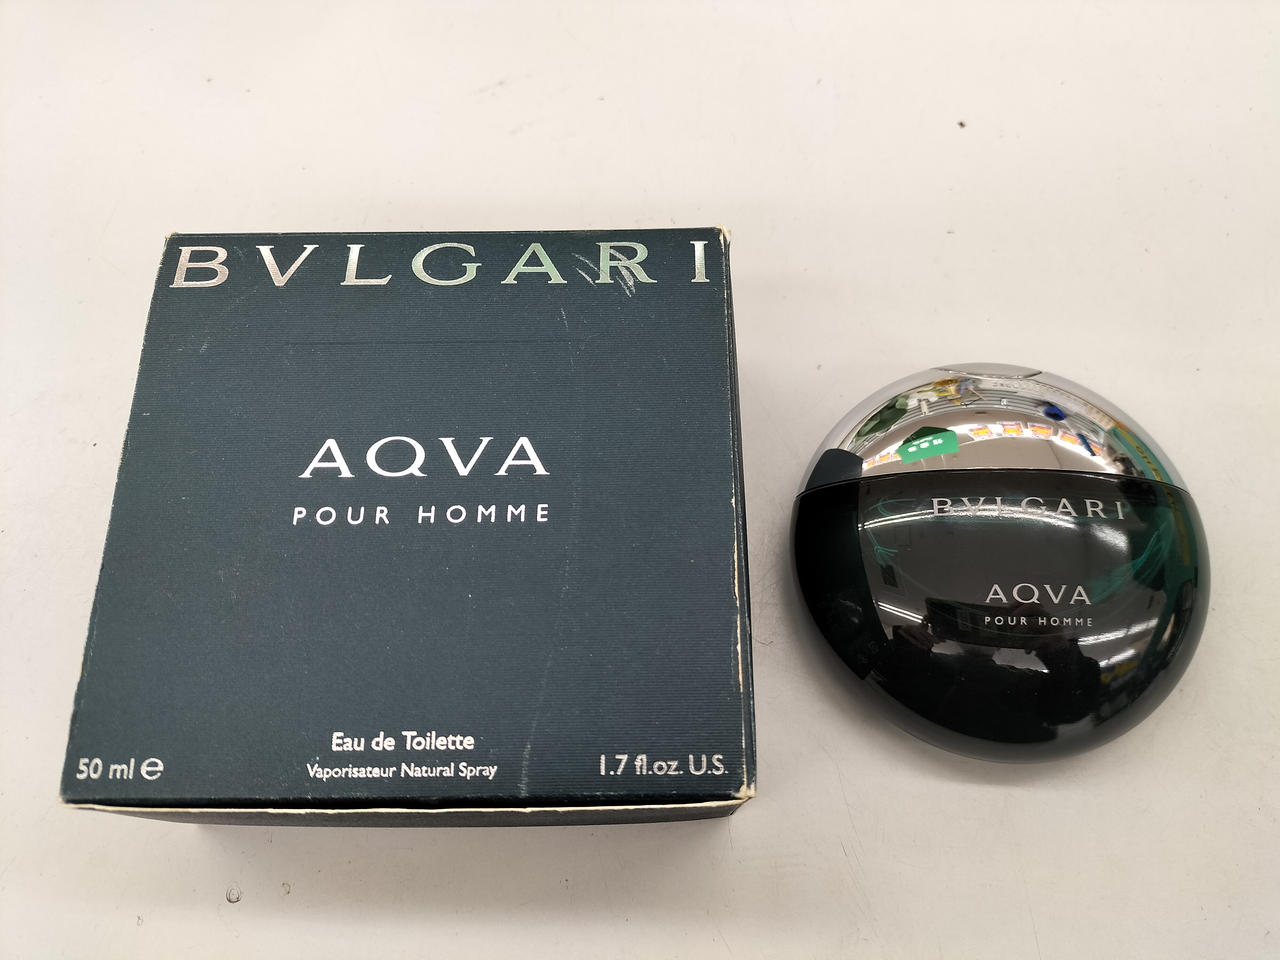 BVLGARI
AQVA
POUR HOMME
Eau de Toilette
50 ml ℮
Vaporisateur Natural Spray
1.7 fl.oz. U.S.
BVLGARI
AQVA
POUR HOMME